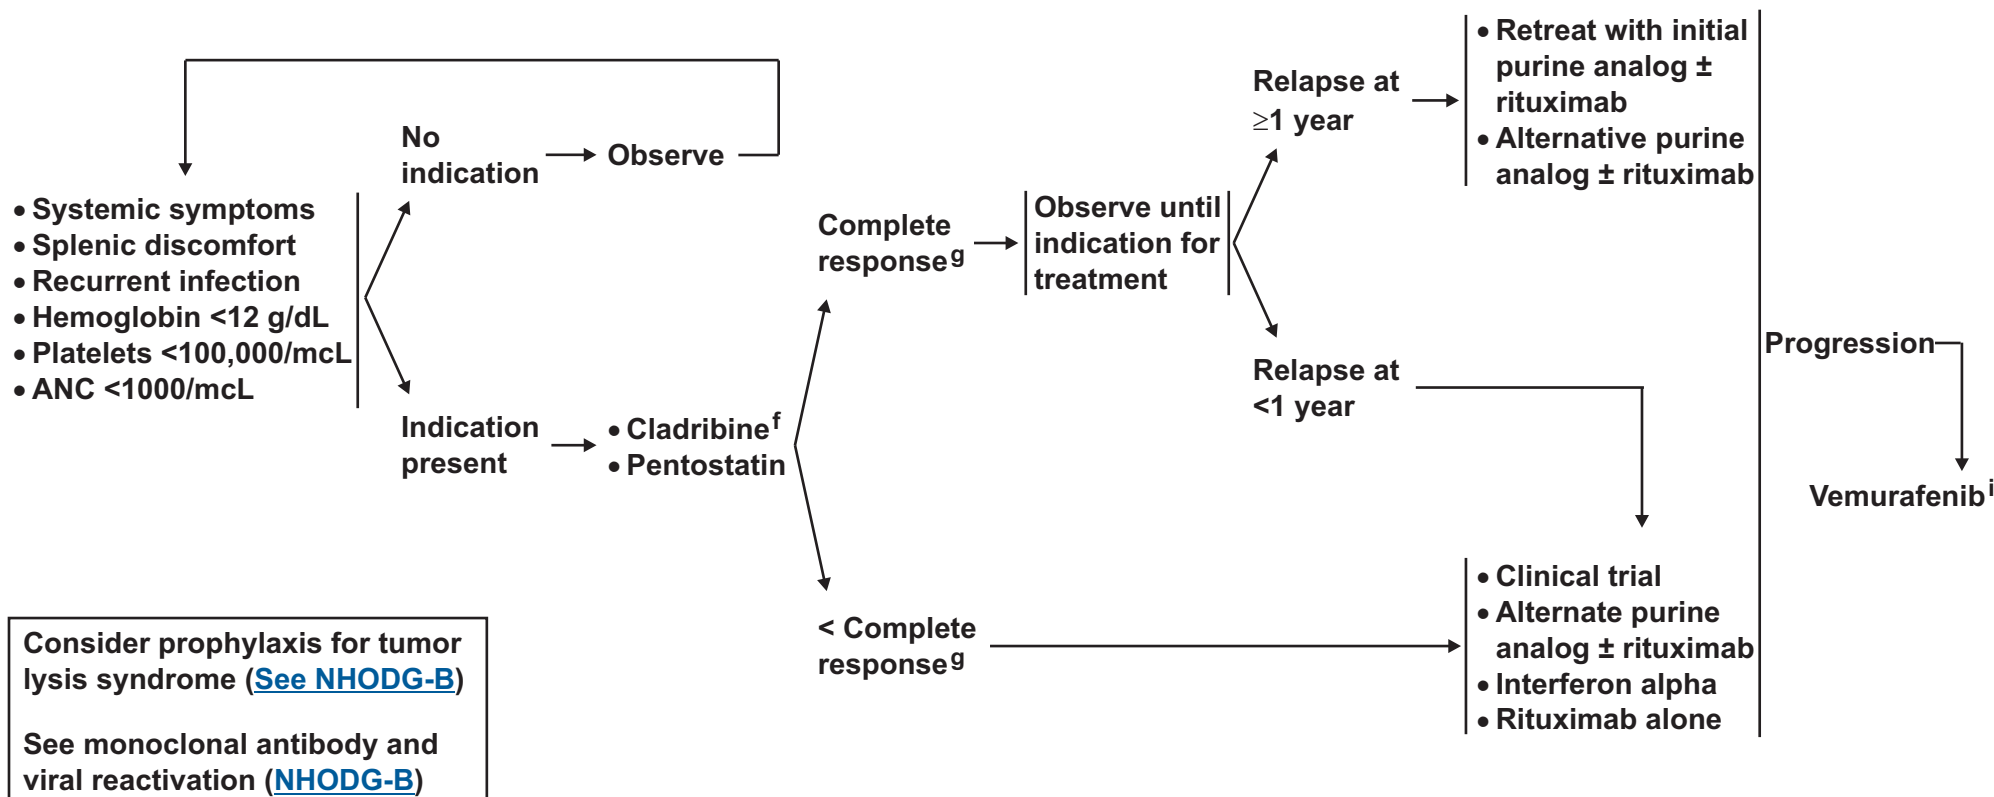 • Systemic symptoms
• Splenic discomfort
• Recurrent infection
• Hemoglobin <12 g/dL
• Platelets <100,000/mcL
• ANC <1000/mcL
No
indication
Observe
Indication
present
• Cladribine f
• Pentostatin
Complete
response g
Observe until
indication for
treatment
Relapse at
≥1 year
• Retreat with initial
purine analog ±
rituximab
• Alternative purine
analog ± rituximab
Relapse at
<1 year
< Complete
response g
• Clinical trial
• Alternate purine
analog ± rituximab
• Interferon alpha
• Rituximab alone
Progression
Vemurafenib i
Consider prophylaxis for tumor
lysis syndrome (See NHODG-B)
See monoclonal antibody and
viral reactivation (NHODG-B)